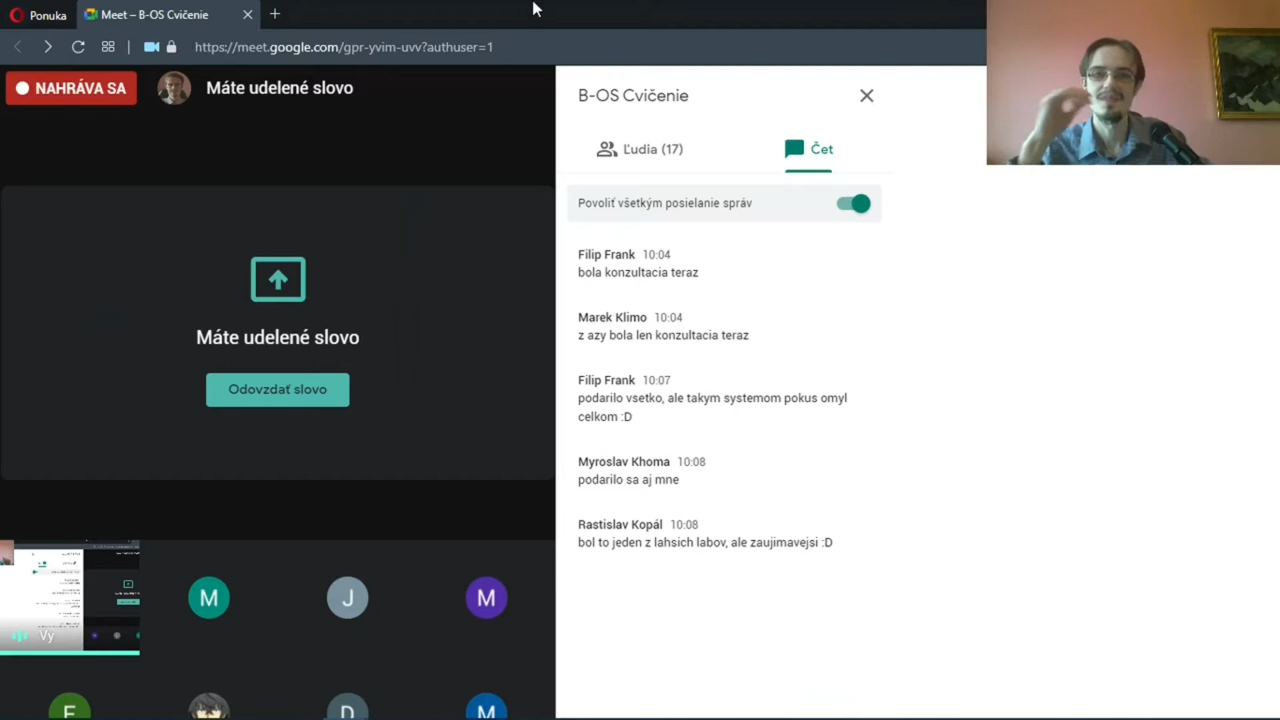 Ponuka
Meet – B-OS Cvičenie
https://meet.google.com/gpr-yvim-uvv?authuser=1
NAHRÁVA SA
Máte udelené slovo
Máte udelené slovo
Odovzdať slovo
Vy
M
J
M
F
D
M
B-OS Cvičenie
Ľudia (17)
Čet
Povoliť všetkým posielanie správ
Filip Frank 10:04
bola konzultacia teraz
Marek Klimo 10:04
z azy bola len konzultacia teraz
Filip Frank 10:07
podarilo vsetko, ale takym systemom pokus omyl
celkom :D
Myroslav Khoma 10:08
podarilo sa aj mne
Rastislav Kopál 10:08
bol to jeden z lahsich labov, ale zaujimavejsi :D